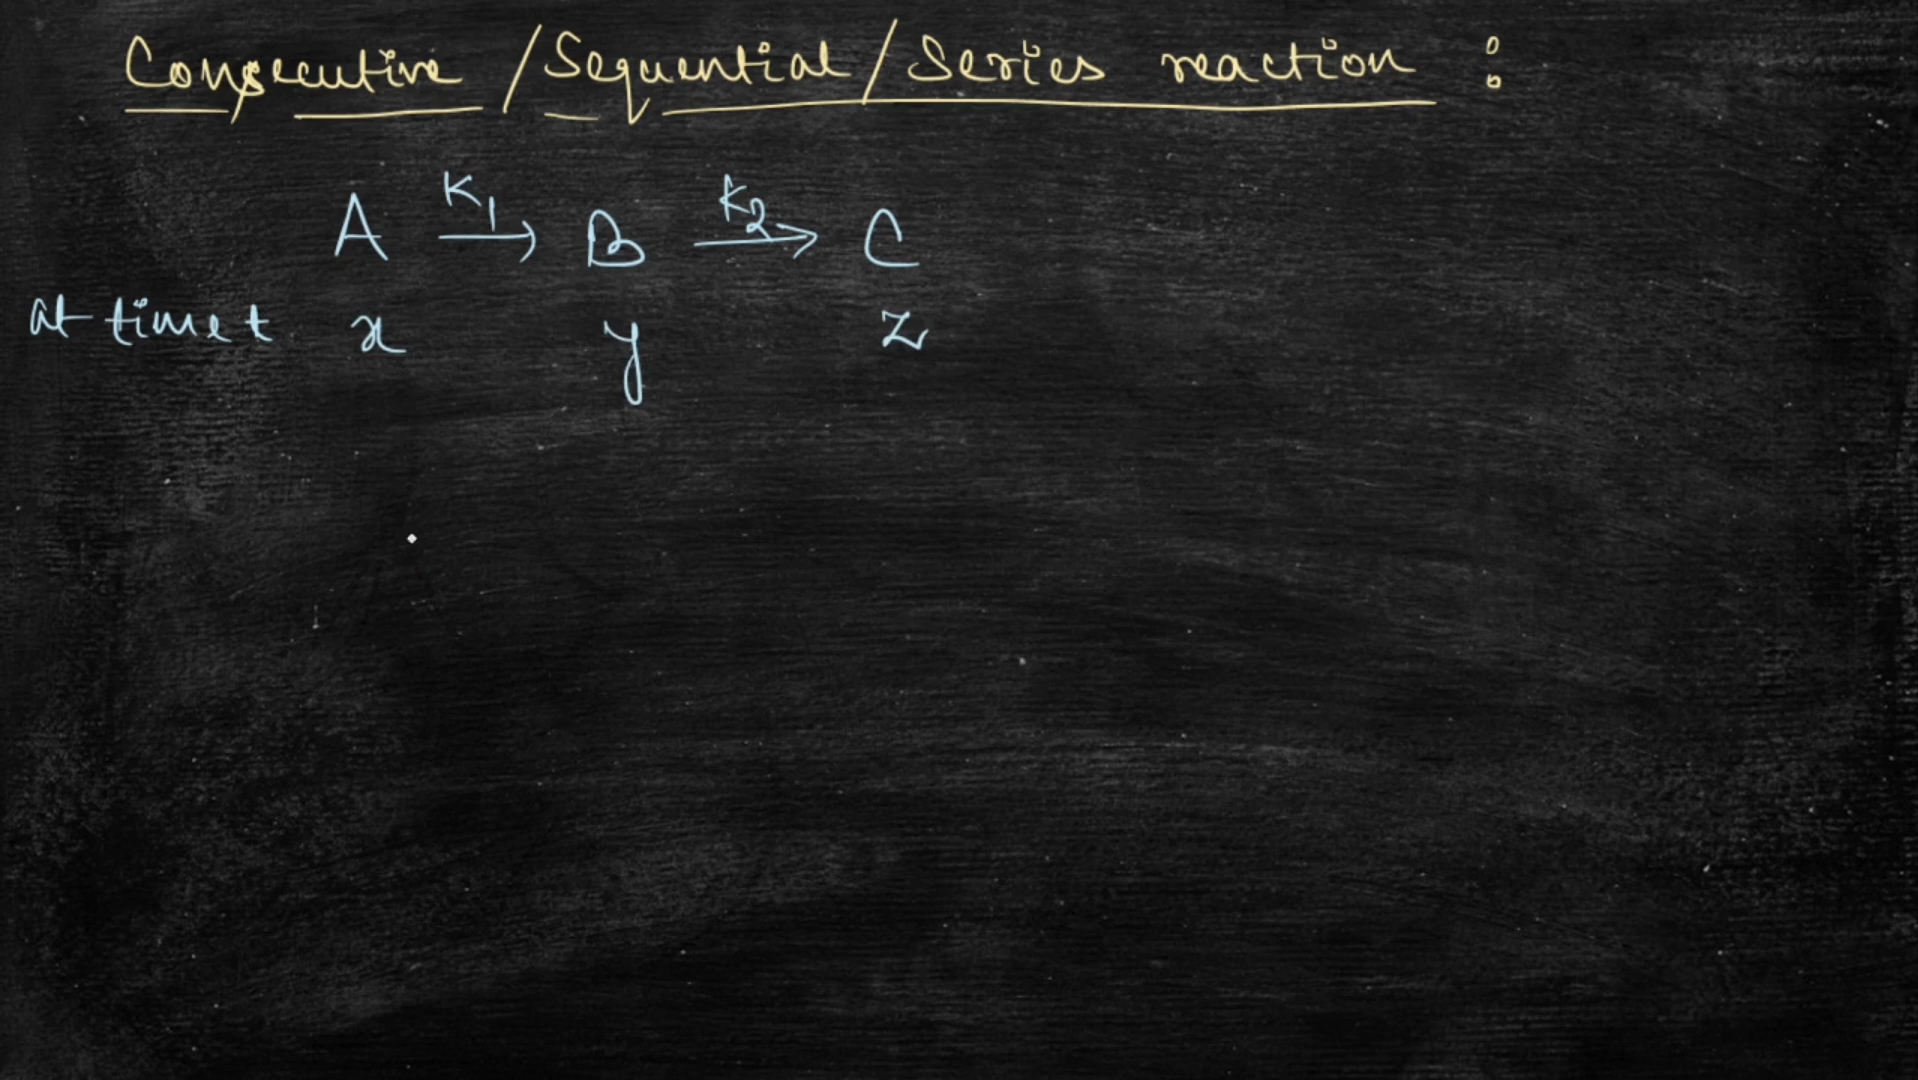 Consecutive / Sequential / Series reaction :
A K1→ B k2→ C
at time t x y z